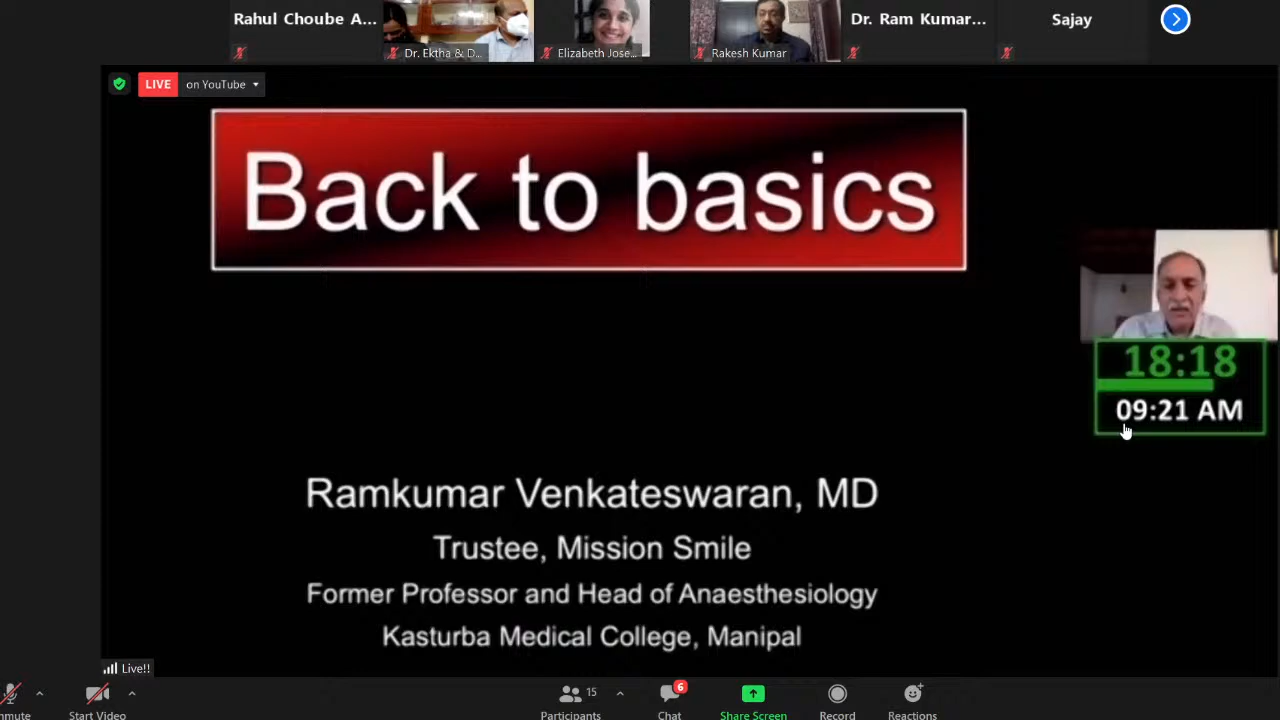 Rahul Choube A...
Dr. Ektha & D...
Elizabeth Jose...
Rakesh Kumar
Dr. Ram Kumar...
Sajay
LIVE on YouTube
Back to basics
18:18
09:21 AM
Ramkumar Venkateswaran, MD
Trustee, Mission Smile
Former Professor and Head of Anaesthesiology
Kasturba Medical College, Manipal
Live!!
nmute
Start Video
15
Participants
6
Chat
Share Screen
Record
Reactions